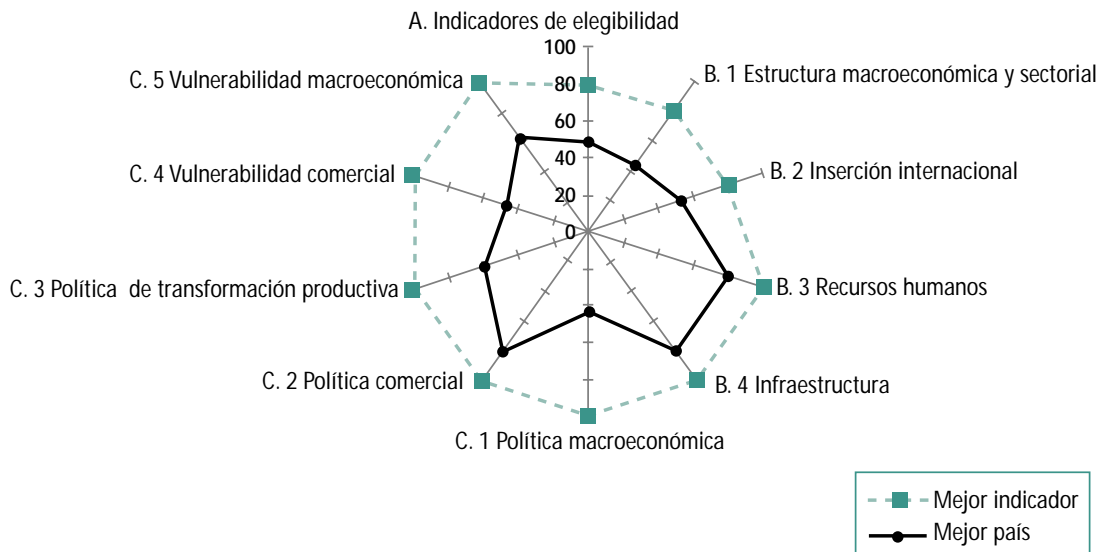 A. Indicadores de elegibilidad
100
C. 5 Vulnerabilidad macroeconómica
80
B. 1 Estructura macroeconómica y sectorial
60
40
C. 4 Vulnerabilidad comercial
B. 2 Inserción internacional
20
0
C. 3 Política de transformación productiva
B. 3 Recursos humanos
C. 2 Política comercial
B. 4 Infraestructura
C. 1 Política macroeconómica
Mejor indicador
Mejor país